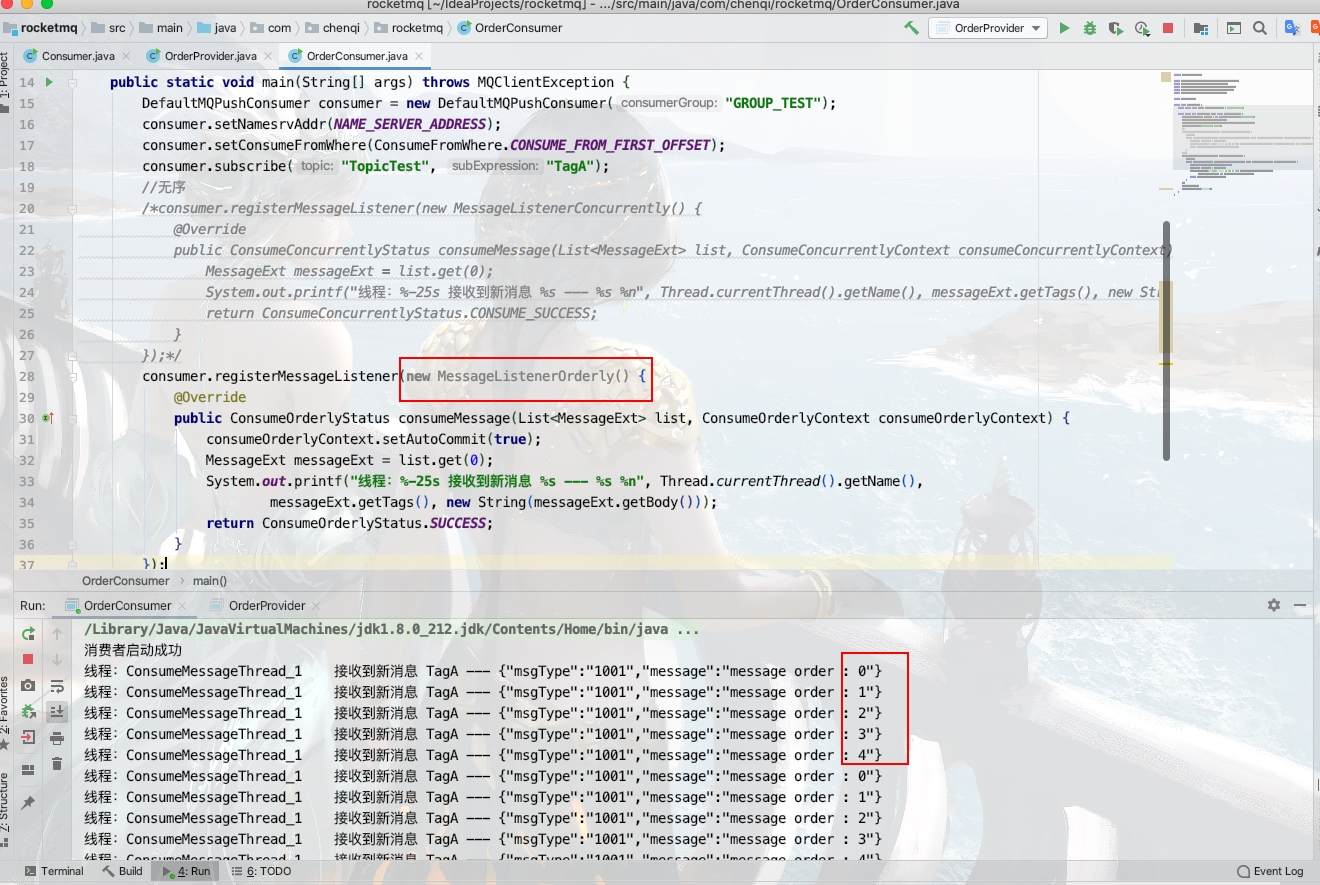 rocketmq [~/IdeaProjects/rocketmq] - .../src/main/java/com/chenqi/rocketmq/OrderConsumer.java
rocketmq src main java com chenqi rocketmq OrderConsumer OrderProvider
Consumer.java OrderProvider.java OrderConsumer.java
1: Project
14 public static void main(String[] args) throws MQClientException {
15 DefaultMQPushConsumer consumer = new DefaultMQPushConsumer( consumerGroup: "GROUP_TEST");
16 consumer.setNamesrvAddr(NAME_SERVER_ADDRESS);
17 consumer.setConsumeFromWhere(ConsumeFromWhere.CONSUME_FROM_FIRST_OFFSET);
18 consumer.subscribe( topic: "TopicTest", subExpression: "TagA");
19 //无序
20 /*consumer.registerMessageListener(new MessageListenerConcurrently() {
21 @Override
22 public ConsumeConcurrentlyStatus consumeMessage(List<MessageExt> list, ConsumeConcurrentlyContext consumeConcurrentlyContext)
23 MessageExt messageExt = list.get(0);
24 System.out.printf("线程：%-25s 接收到新消息 %s --- %s %n", Thread.currentThread().getName(), messageExt.getTags(), new Str
25 return ConsumeConcurrentlyStatus.CONSUME_SUCCESS;
26 }
27 });*/
28 consumer.registerMessageListener(new MessageListenerOrderly() {
29 @Override
30 public ConsumeOrderlyStatus consumeMessage(List<MessageExt> list, ConsumeOrderlyContext consumeOrderlyContext) {
31 consumeOrderlyContext.setAutoCommit(true);
32 MessageExt messageExt = list.get(0);
33 System.out.printf("线程：%-25s 接收到新消息 %s --- %s %n", Thread.currentThread().getName(),
34 messageExt.getTags(), new String(messageExt.getBody()));
35 return ConsumeOrderlyStatus.SUCCESS;
36 }
37 });
OrderConsumer main()
Run: OrderConsumer OrderProvider
/Library/Java/JavaVirtualMachines/jdk1.8.0_212.jdk/Contents/Home/bin/java ...
消费者启动成功
线程：ConsumeMessageThread_1 接收到新消息 TagA --- {"msgType":"1001","message":"message order : 0"}
线程：ConsumeMessageThread_1 接收到新消息 TagA --- {"msgType":"1001","message":"message order : 1"}
线程：ConsumeMessageThread_1 接收到新消息 TagA --- {"msgType":"1001","message":"message order : 2"}
线程：ConsumeMessageThread_1 接收到新消息 TagA --- {"msgType":"1001","message":"message order : 3"}
线程：ConsumeMessageThread_1 接收到新消息 TagA --- {"msgType":"1001","message":"message order : 4"}
线程：ConsumeMessageThread_1 接收到新消息 TagA --- {"msgType":"1001","message":"message order : 0"}
线程：ConsumeMessageThread_1 接收到新消息 TagA --- {"msgType":"1001","message":"message order : 1"}
线程：ConsumeMessageThread_1 接收到新消息 TagA --- {"msgType":"1001","message":"message order : 2"}
线程：ConsumeMessageThread_1 接收到新消息 TagA --- {"msgType":"1001","message":"message order : 3"}
线程：ConsumeMessageThread_1 接收到新消息 TagA --- {"msgType":"1001","message":"message order : 4"}
2: Favorites
7: Structure
Terminal Build 4: Run 6: TODO Event Log